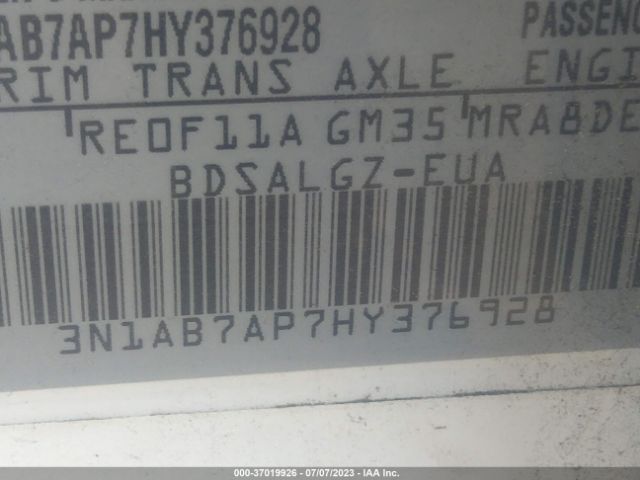 AB7AP7HY376928 PASSENG
RIM TRANS AXLE ENGI
RE0F11A GM35 MRA8DE
BDSALGZ-EUA
3N1AB7AP7HY376928
000-37019926 - 07/07/2023 - IAA Inc.